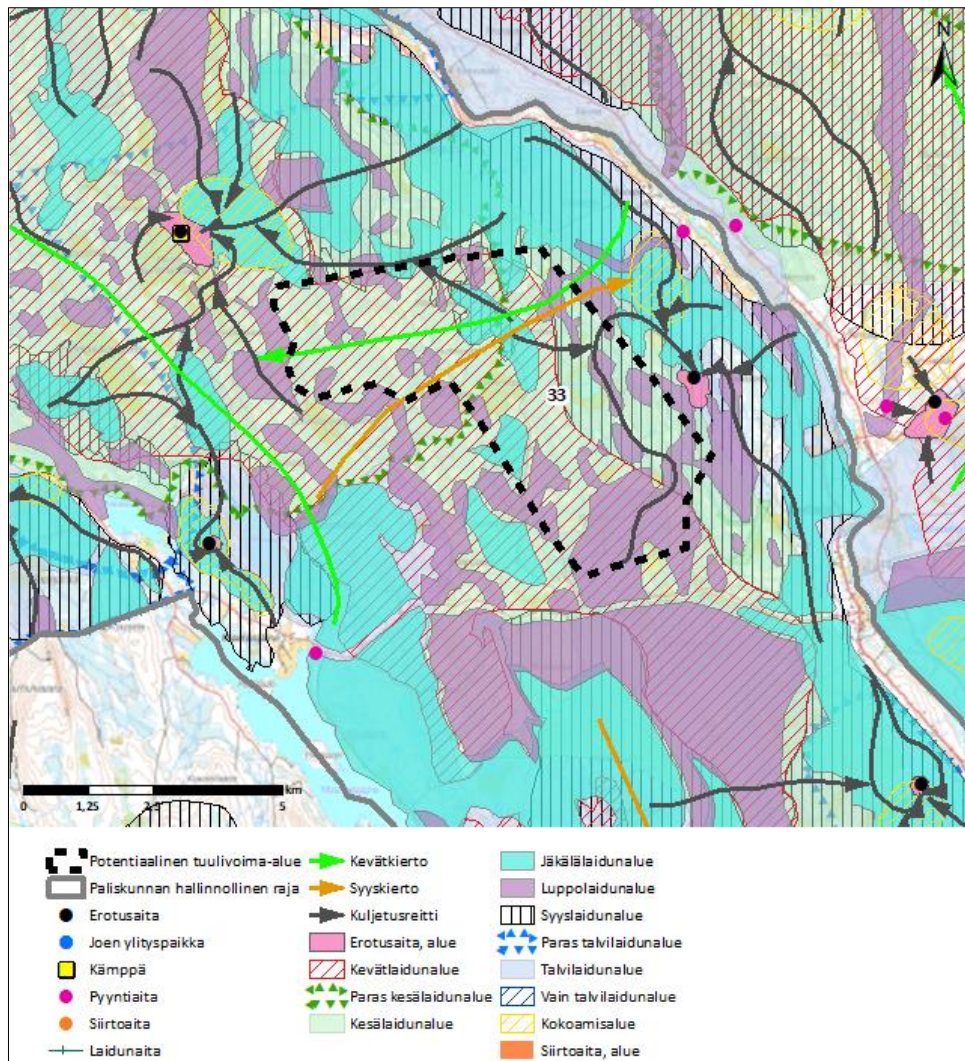 N
33
km
0 1,25 2,5 5
Potentiaalinen tuulivoima-alue
Paliskunnan hallinnollinen raja
Erotusaita
Joen ylityspaikka
Kämppä
Pyyntiaita
Siirtoaita
Laidunaita
Kevätkierto
Syyskierto
Kuljetusreitti
Erotusaita, alue
Kevätlaidunalue
Paras kesälaidunalue
Kesälaidunalue
Jäkälälaidunalue
Luppolaidunalue
Syyslaidunalue
Paras talvilaidunalue
Talvilaidunalue
Vain talvilaidunalue
Kokoamisalue
Siirtoaita, alue